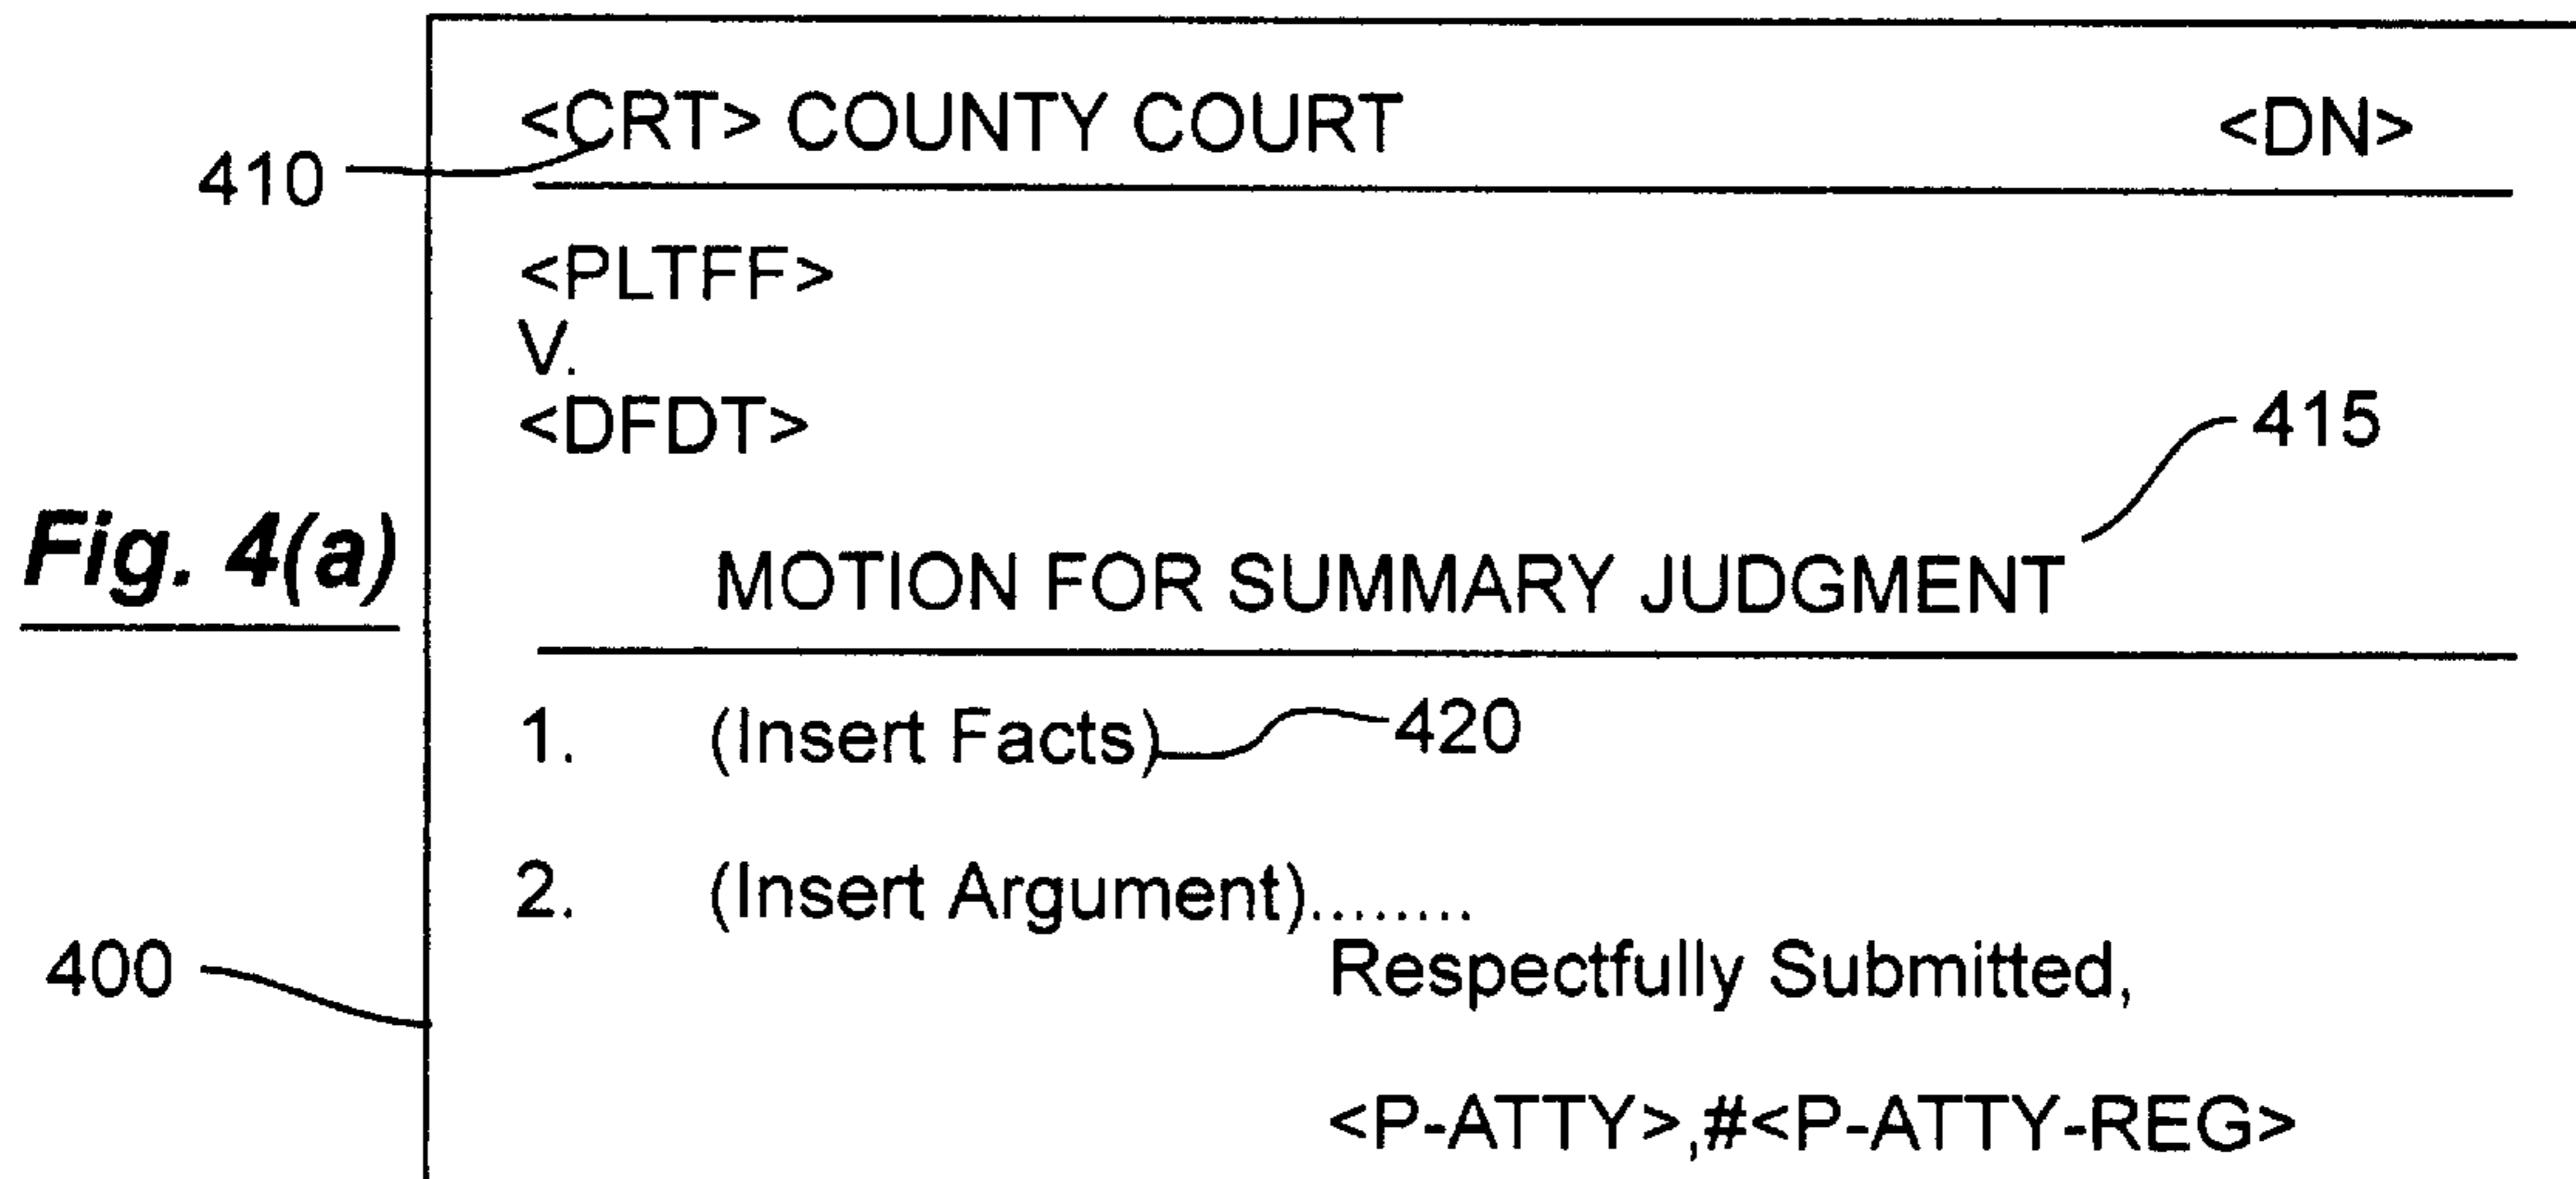 <CRT> COUNTY COURT <DN>
410
<PLTFF>
V.
<DFDT>
415
Fig. 4(a)
MOTION FOR SUMMARY JUDGMENT
1. (Insert Facts) 420
2. (Insert Argument)........
400
Respectfully Submitted,
<P-ATTY>,#<P-ATTY-REG>